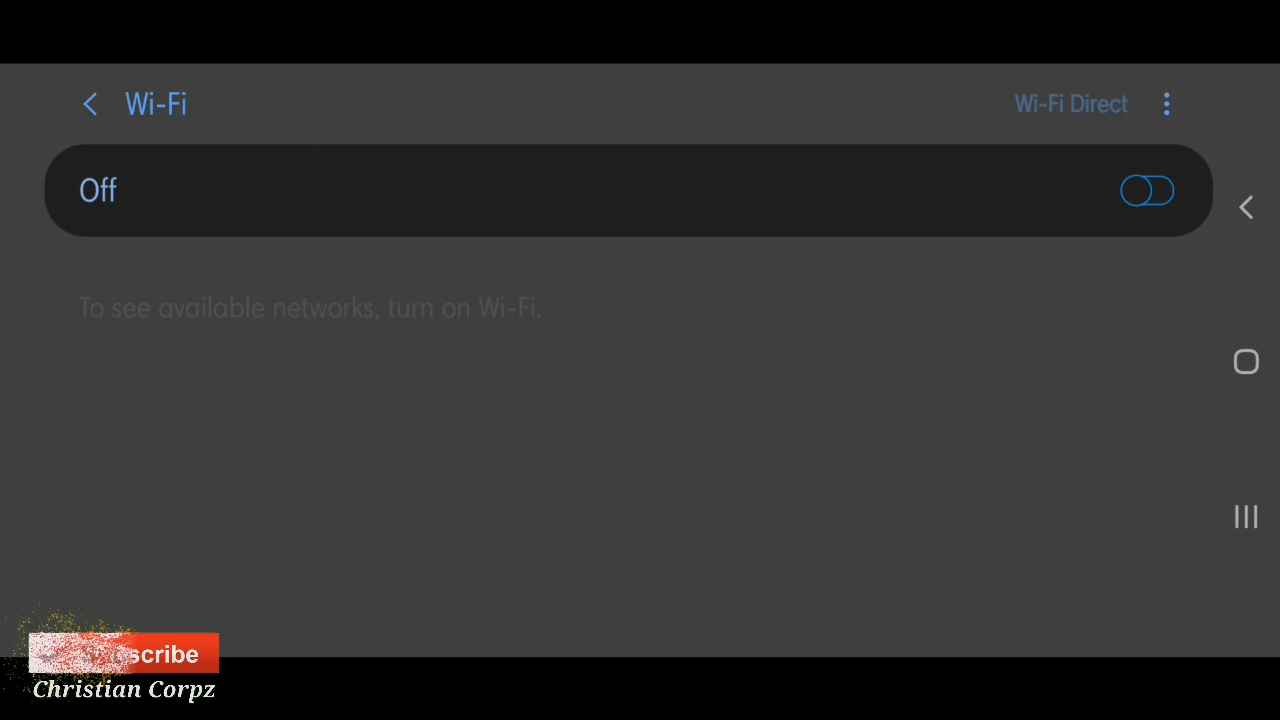 Wi-Fi
Wi-Fi Direct
Off
To see available networks, turn on Wi-Fi.
scribe
Christian Corpz